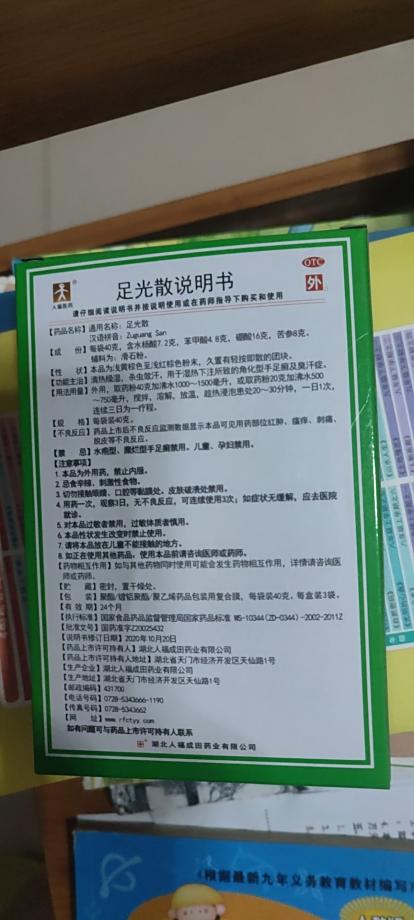 人福医药
OTC
外
足光散说明书
请仔细阅读说明书并按说明使用或在药师指导下购买和使用
【药品名称】通用名称：足光散
汉语拼音：Zuguang San
【成 份】每袋40克，含水杨酸7.2克，苯甲酸4.8克，硼酸16克，苦参8克。
辅料为：滑石粉。
【性 状】本品为浅黄棕色至浅红棕色粉末，久置有轻按即散的团块。
【功能主治】清热燥湿，杀虫敛汗。用于湿热下注所致的角化型手足癣及臭汗症。
【用法用量】外用，取药粉40克加沸水1000～1500毫升，或取药粉20克加沸水500
～750毫升，搅拌，溶解，放温，趁热浸泡患处20～30分钟，一日1次，
连续三日为一疗程。
【规 格】每袋装40克。
【不良反应】药品上市后不良反应监测数据显示本品可见用药部位红肿、瘙痒、刺痛、
脱皮等不良反应。
【禁 忌】水疱型、糜烂型手足癣禁用。儿童、孕妇禁用。
【注意事项】
1.本品为外用药，禁止内服。
2.忌食辛辣、刺激性食物。
3.切勿接触眼睛、口腔等黏膜处。皮肤破溃处禁用。
4.用药一次，观察3日，无不良反应，可连续使用3次；如症状无缓解，应去医院
就诊。
5.对本品过敏者禁用，过敏体质者慎用。
6.本品性状发生改变时禁止使用。
7.请将本品放在儿童不能接触的地方。
8.如正在使用其他药品，使用本品前请咨询医师或药师。
【药物相互作用】如与其他药物同时使用可能会发生药物相互作用，详情请咨询医
师或药师。
【贮 藏】密封，置干燥处。
【包 装】聚酯/镀铝聚酯/聚乙烯药品包装用复合膜，每袋装40克，每盒装3袋。
【有 效 期】24个月
【执行标准】国家食品药品监督管理局国家药品标准 WS-10344(ZD-0344)-2002-2011Z
【批准文号】国药准字Z20025432
【说明书修订日期】2020年10月20日
【药品上市许可持有人】湖北人福成田药业有限公司
【药品上市许可持有人地址】湖北省天门市经济开发区天仙路1号
【生产企业】湖北人福成田药业有限公司
【生产地址】湖北省天门市经济开发区天仙路1号
【邮政编码】431700
【电话号码】0728-5343666-1190
【传真号码】0728-5343662
【网 址】www.rfctyy.com
如有问题可与药品上市许可持有人联系
湖北人福成田药业有限公司
（根据最新九年义务教育教材编写